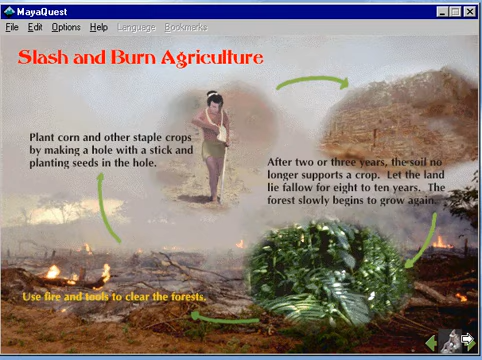 MayaQuest
File Edit Options Help Language Bookmarks
Slash and Burn Agriculture
Plant corn and other staple crops
by making a hole with a stick and
planting seeds in the hole.
After two or three years, the soil no
longer supports a crop. Let the land
lie fallow for eight to ten years. The
forest slowly begins to grow again.
Use fire and tools to clear the forests.